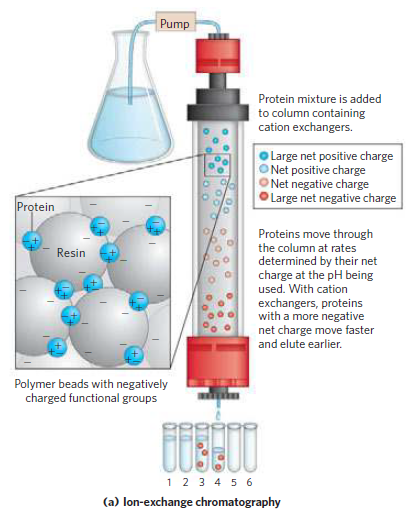 Pump
Protein mixture is added
to column containing
cation exchangers.
Large net positive charge
Net positive charge
Net negative charge
Large net negative charge
Protein
Resin
Proteins move through
the column at rates
determined by their net
charge at the pH being
used. With cation
exchangers, proteins
with a more negative
net charge move faster
and elute earlier.
Polymer beads with negatively
charged functional groups
1 2 3 4 5 6
(a) Ion-exchange chromatography